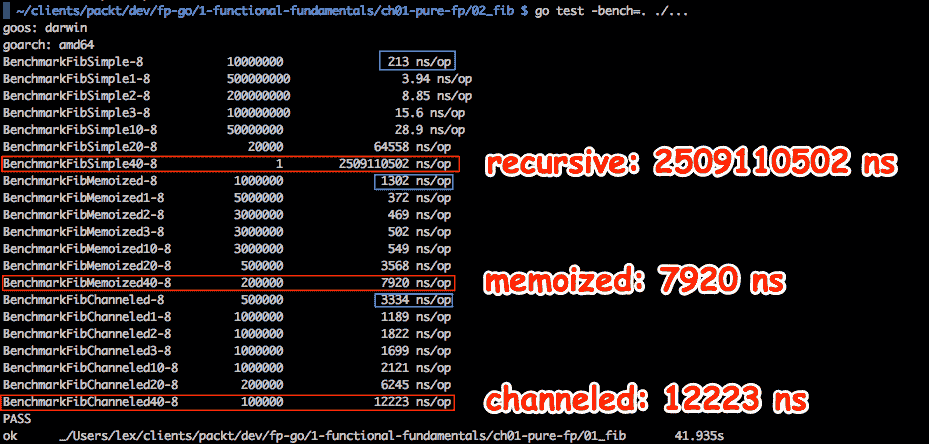 ~/clients/packt/dev/fp-go/1-functional-fundamentals/ch01-pure-fp/02_fib $ go test -bench=. ./...
goos: darwin
goarch: amd64
BenchmarkFibSimple-8 10000000 213 ns/op
BenchmarkFibSimple1-8 500000000 3.94 ns/op
BenchmarkFibSimple2-8 200000000 8.85 ns/op
BenchmarkFibSimple3-8 100000000 15.6 ns/op
BenchmarkFibSimple10-8 50000000 28.9 ns/op
BenchmarkFibSimple20-8 20000 64558 ns/op
BenchmarkFibSimple40-8 1 2509110502 ns/op recursive: 2509110502 ns
BenchmarkFibMemoized-8 1000000 1302 ns/op
BenchmarkFibMemoized1-8 5000000 372 ns/op
BenchmarkFibMemoized2-8 3000000 469 ns/op
BenchmarkFibMemoized3-8 3000000 502 ns/op
BenchmarkFibMemoized10-8 3000000 549 ns/op
BenchmarkFibMemoized20-8 500000 3568 ns/op
BenchmarkFibMemoized40-8 200000 7920 ns/op memoized: 7920 ns
BenchmarkFibChanneled-8 500000 3334 ns/op
BenchmarkFibChanneled1-8 1000000 1189 ns/op
BenchmarkFibChanneled2-8 1000000 1822 ns/op
BenchmarkFibChanneled3-8 1000000 1699 ns/op
BenchmarkFibChanneled10-8 1000000 2121 ns/op
BenchmarkFibChanneled20-8 200000 6245 ns/op
BenchmarkFibChanneled40-8 100000 12223 ns/op channeled: 12223 ns
PASS
ok _/Users/lex/clients/packt/dev/fp-go/1-functional-fundamentals/ch01-pure-fp/01_fib 41.935s